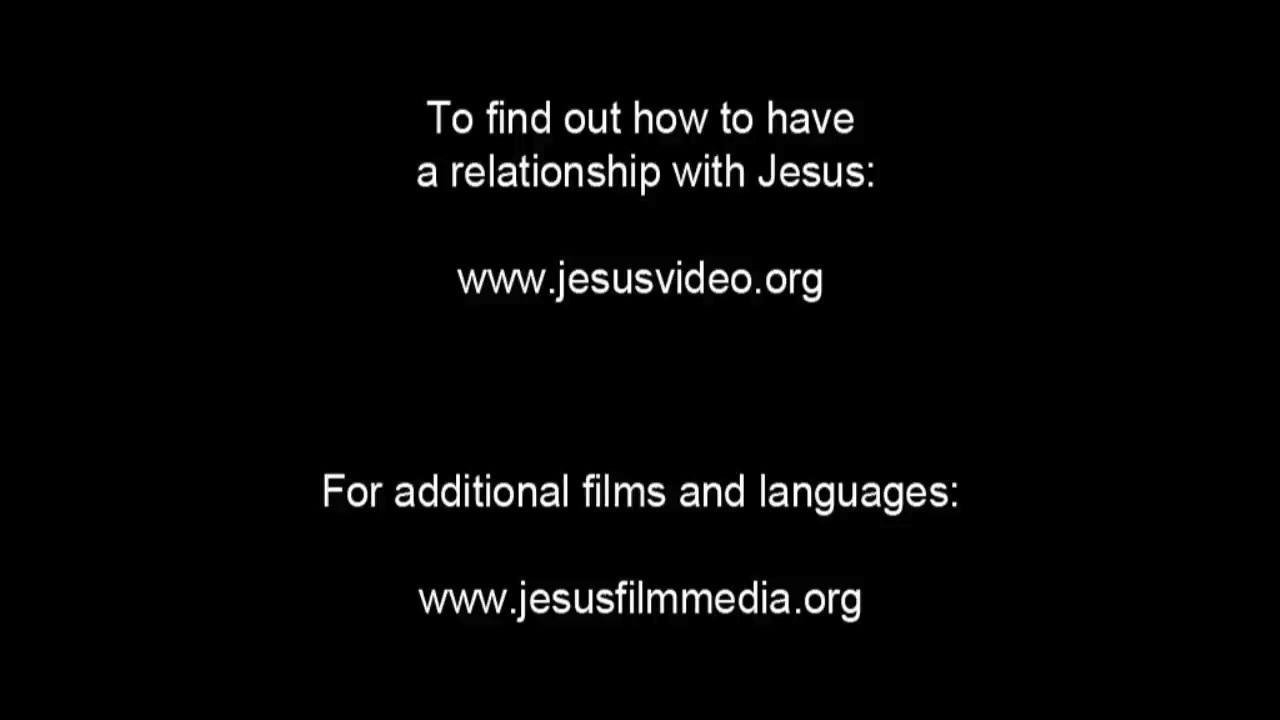 To find out how to have
a relationship with Jesus:
www.jesusvideo.org
For additional films and languages:
www.jesusfilmmedia.org